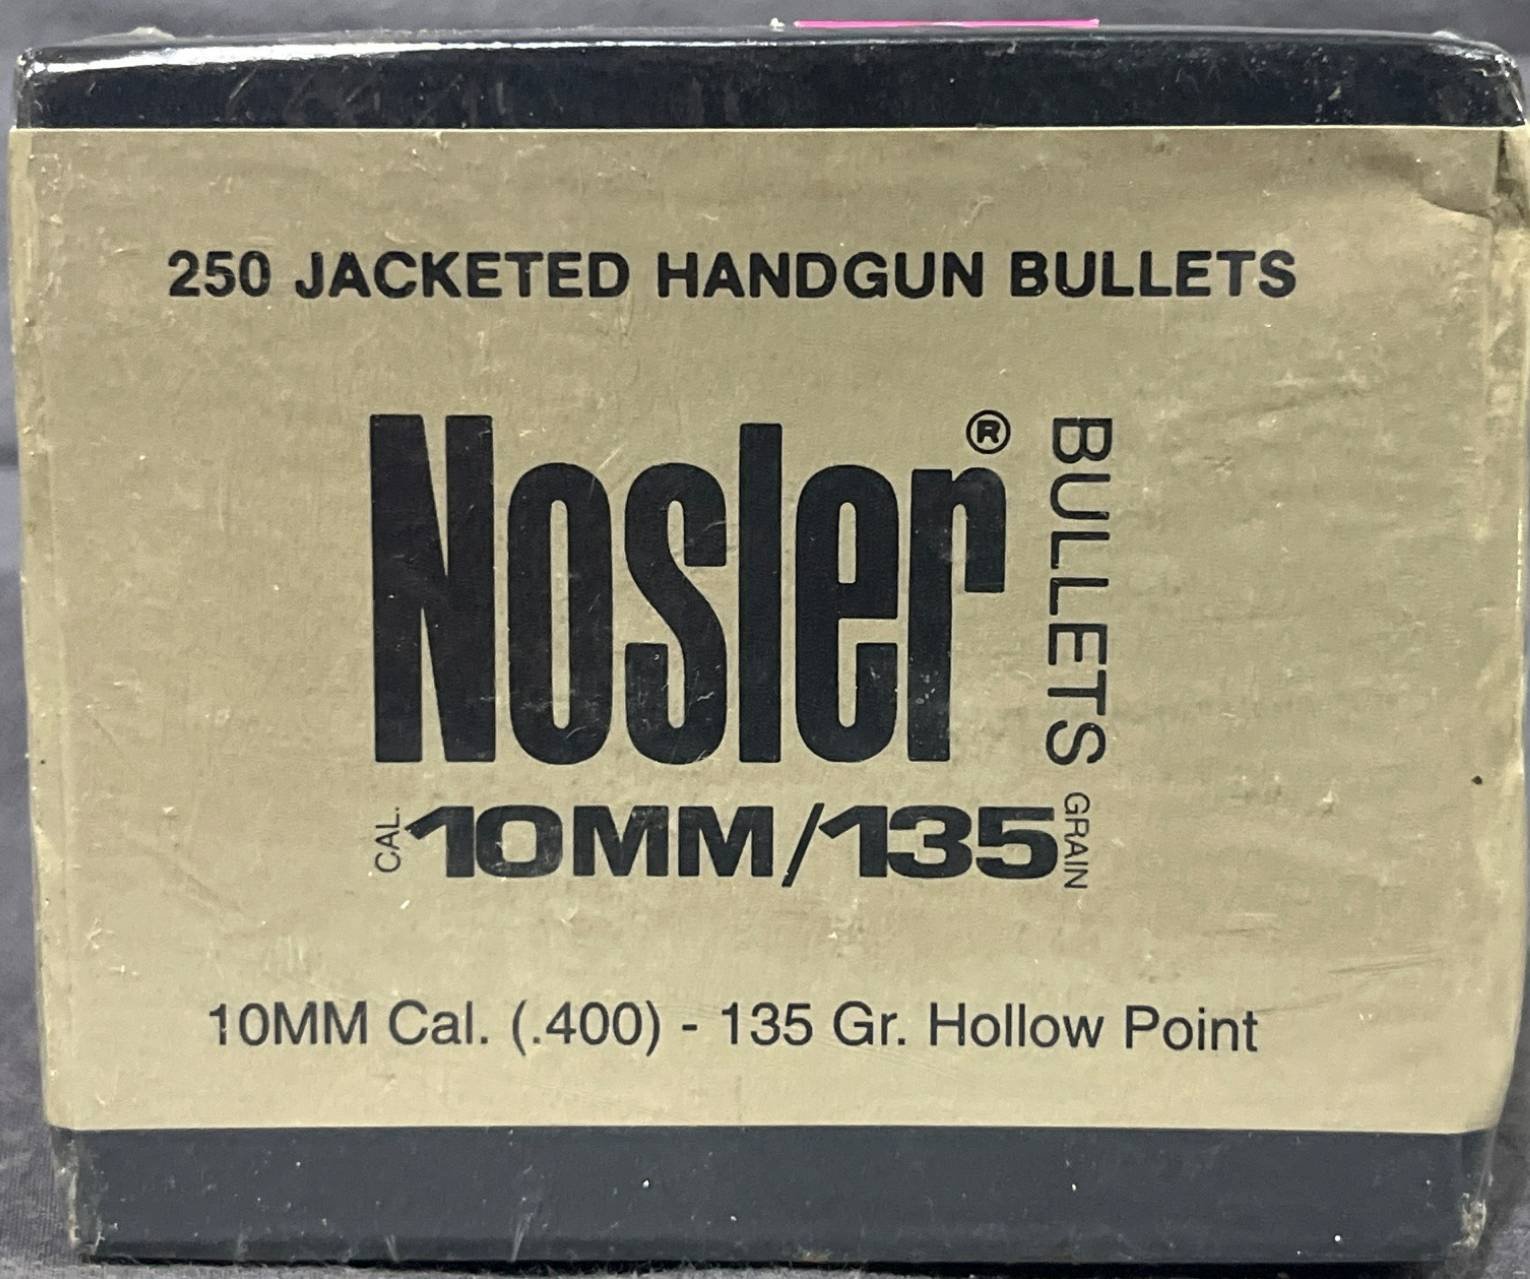 250 JACKETED HANDGUN BULLETS
Nosler® BULLETS
CAL. 10MM/135 GRAIN
10MM Cal. (.400) - 135 Gr. Hollow Point